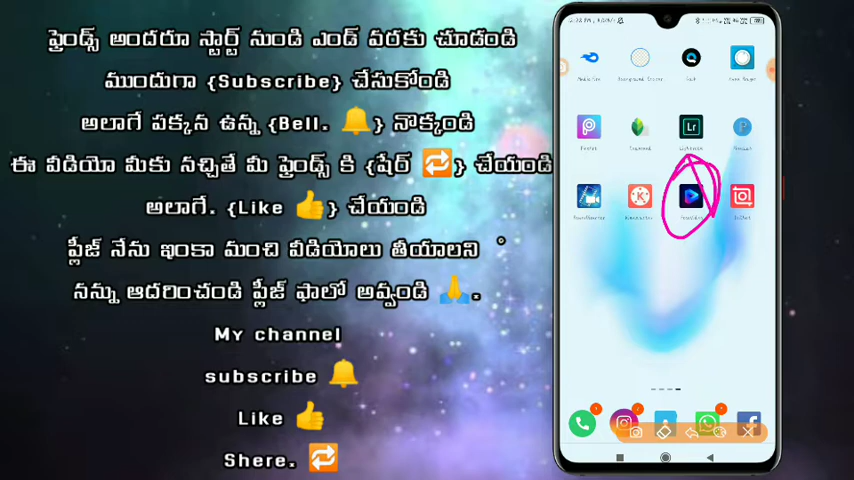 ఫ్రెండ్స్ అందరూ స్టార్ట్ నుండి ఎండ్ వరకు చూడండి
ముందుగా {Subscribe} చేసుకోండి
అలాగే పక్కన ఉన్న {Bell. 🔔} నొక్కండి
ఈ వీడియో మీకు నచ్చితే మీ ఫ్రెండ్స్ కి {షేర్ 🔁} చేయండి
అలాగే. {Like 👍} చేయండి
ప్లీజ్ నేను ఇంకా మంచి వీడియోలు తీయాలని °
నన్ను ఆదరించండి ప్లీజ్ ఫాలో అవ్వండి 🙏.
My channel
subscribe 🔔
Like 👍
Shere. 🔁
Lr